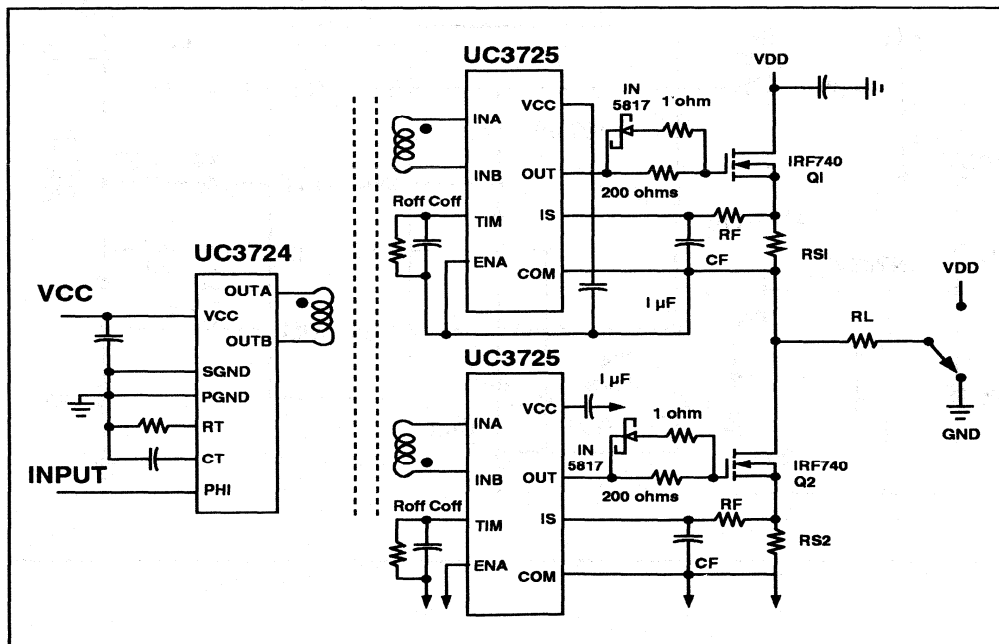 UC3725
VCC
INA
INB
OUT
TIM
IS
ENA
COM
Roff Coff
IN
5817
1 ohm
200 ohms
VDD
IRF740
Q1
RF
CF
RS1
1 µF
UC3724
VCC
OUTA
VCC
OUTB
SGND
PGND
RT
CT
INPUT
PHI
RL
VDD
GND
UC3725
VCC
1 µF
INA
INB
OUT
TIM
IS
ENA
COM
Roff Coff
IN
5817
1 ohm
200 ohms
IRF740
Q2
RF
CF
RS2